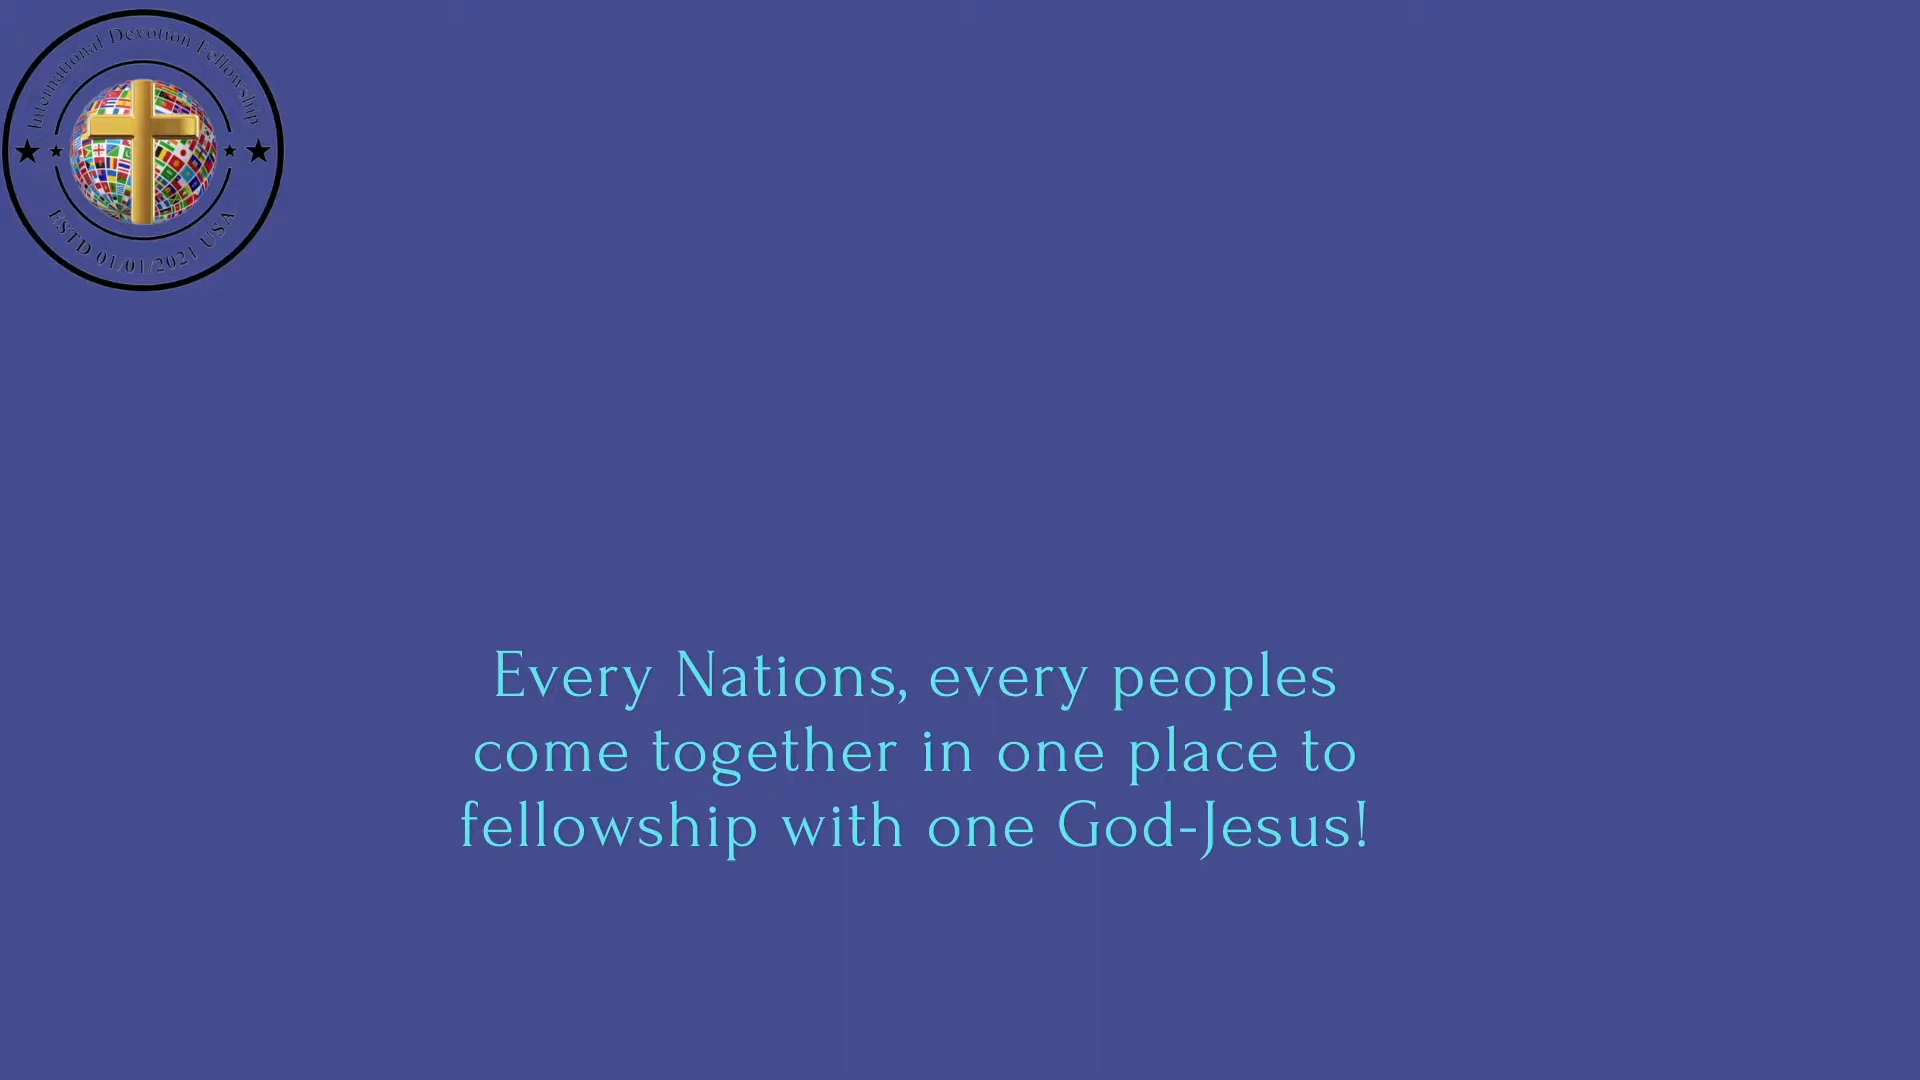 International Devotion Fellowship
ESTD 01/01/2021 USA
Every Nations, every peoples
come together in one place to
fellowship with one God-Jesus!